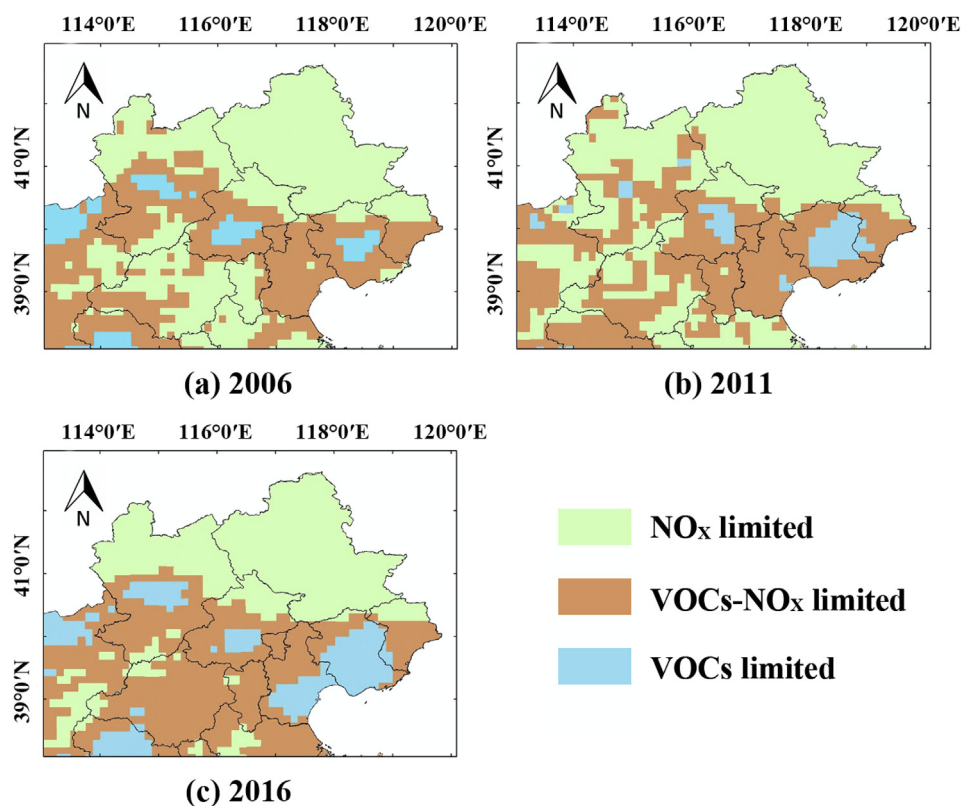 114°0′E 116°0′E 118°0′E 120°0′E 114°0′E 116°0′E 118°0′E 120°0′E
N N
41°0′N 41°0′N
39°0′N 39°0′N
(a) 2006 (b) 2011
114°0′E 116°0′E 118°0′E 120°0′E
N
41°0′N
39°0′N
(c) 2016
NOx limited
VOCs-NOx limited
VOCs limited